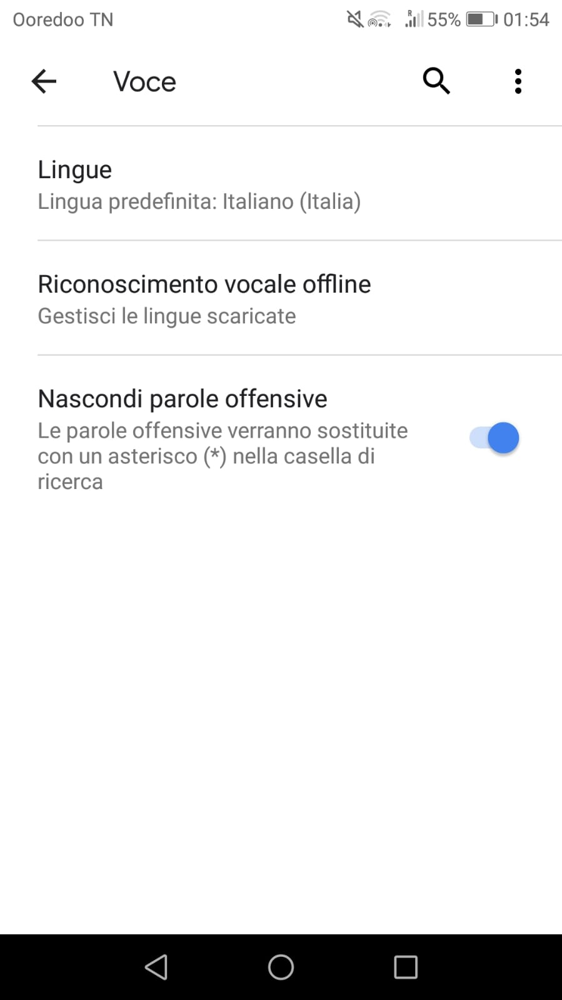 Ooredoo TN R 55% 01:54
Voce
Lingue
Lingua predefinita: Italiano (Italia)
Riconoscimento vocale offline
Gestisci le lingue scaricate
Nascondi parole offensive
Le parole offensive verranno sostituite
con un asterisco (*) nella casella di
ricerca